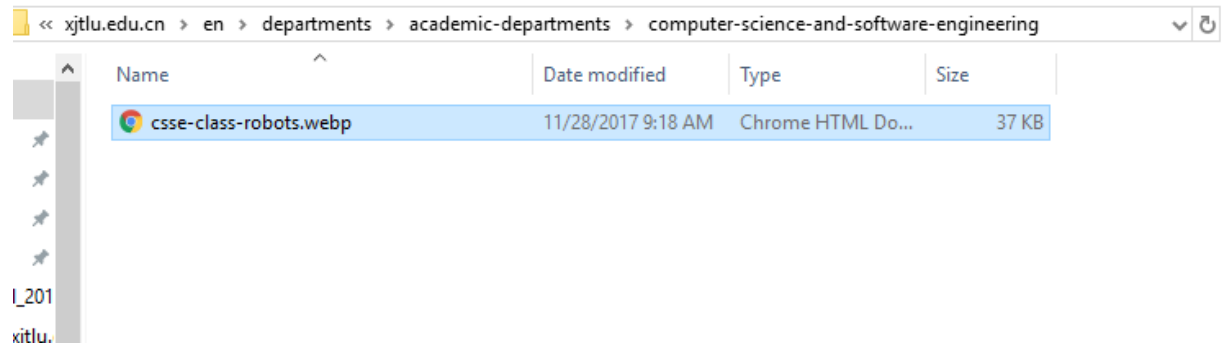 « xjtlu.edu.cn > en > departments > academic-departments > computer-science-and-software-engineering
Name Date modified Type Size
csse-class-robots.webp 11/28/2017 9:18 AM Chrome HTML Do... 37 KB
l_201
xitlu.